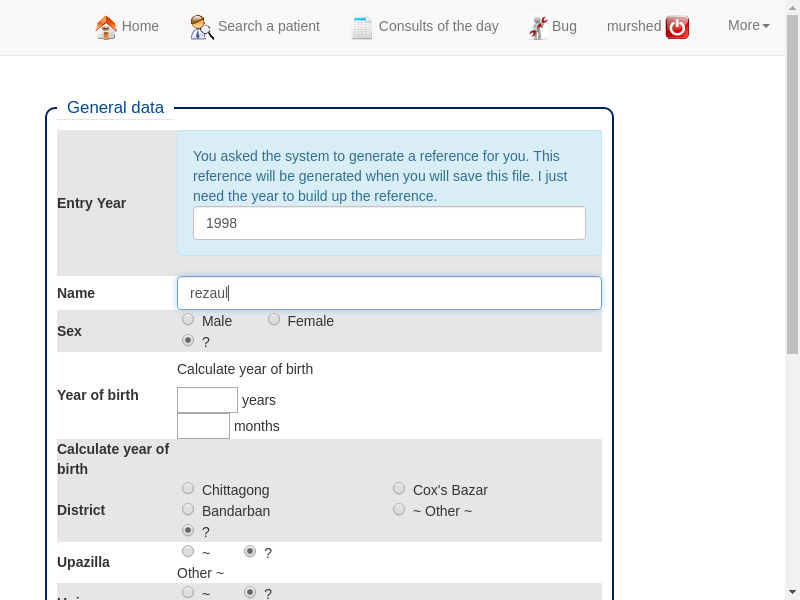 Home Search a patient Consults of the day Bug murshed More
General data
Entry Year
You asked the system to generate a reference for you. This
reference will be generated when you will save this file. I just
need the year to build up the reference.
1998
Name rezaul
Sex
Male Female
?
Year of birth
Calculate year of birth
years
months
Calculate year of
birth
District
Chittagong Cox's Bazar
Bandarban ~ Other ~
?
Upazilla
~ ?
Other ~
~ ?